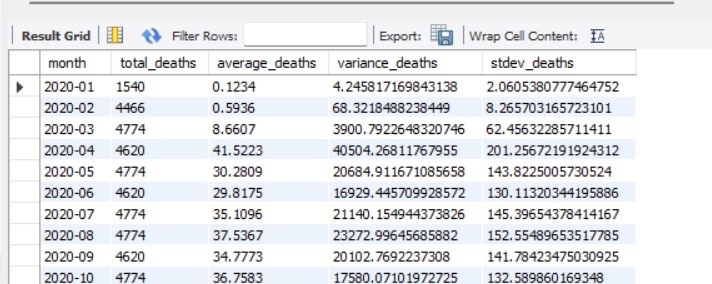 Result Grid Filter Rows: Export: Wrap Cell Content:
month total_deaths average_deaths variance_deaths stdev_deaths
2020-01 1540 0.1234 4.245817169843138 2.0605380777464752
2020-02 4466 0.5936 68.3218488238449 8.265703165723101
2020-03 4774 8.6607 3900.7922648320746 62.45632285711411
2020-04 4620 41.5223 40504.26811767955 201.25672191924312
2020-05 4774 30.2809 20684.911671085658 143.8225005730524
2020-06 4620 29.8175 16929.445709928572 130.11320344195886
2020-07 4774 35.1096 21140.154944373826 145.39654378414167
2020-08 4774 37.5367 23272.99645685882 152.55489653517785
2020-09 4620 34.7773 20102.7692237308 141.78423475030925
2020-10 4774 36.7583 17580.07101972725 132.589860169348